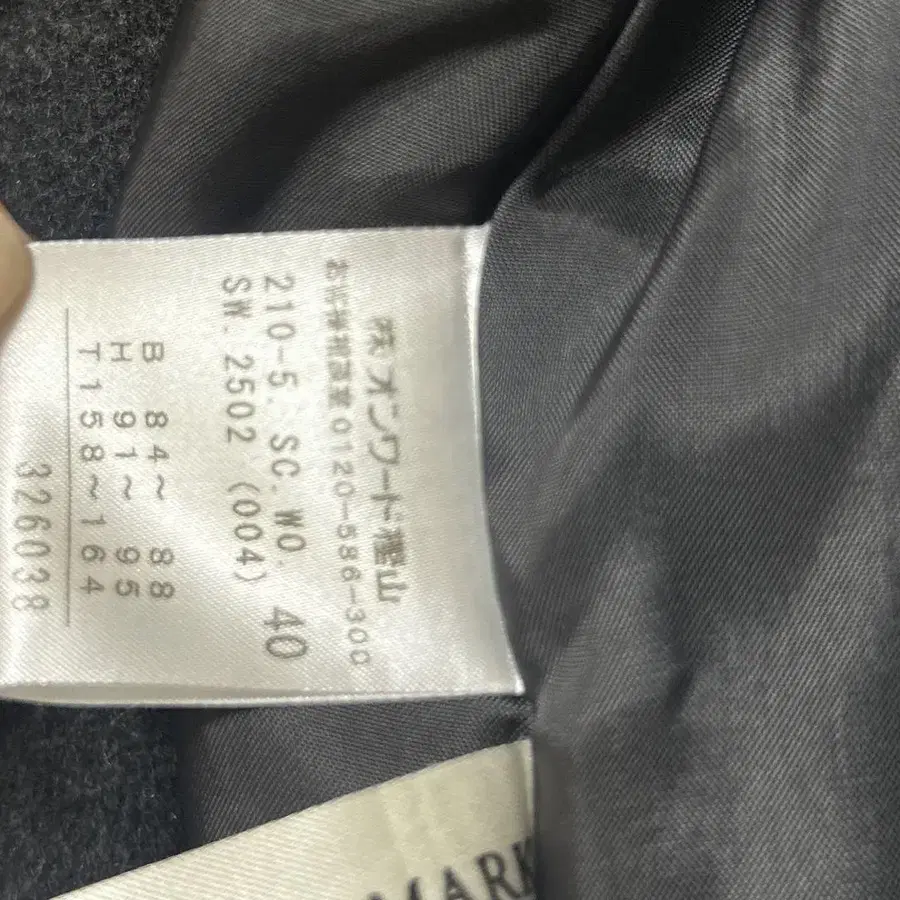 ㈱オンワード樫山
お客様相談室0120-586-300
210-5. SC. WO. 40
SW. 2502 (004)
B 84～ 88
H 91～ 95
T158～164
326038
MARK